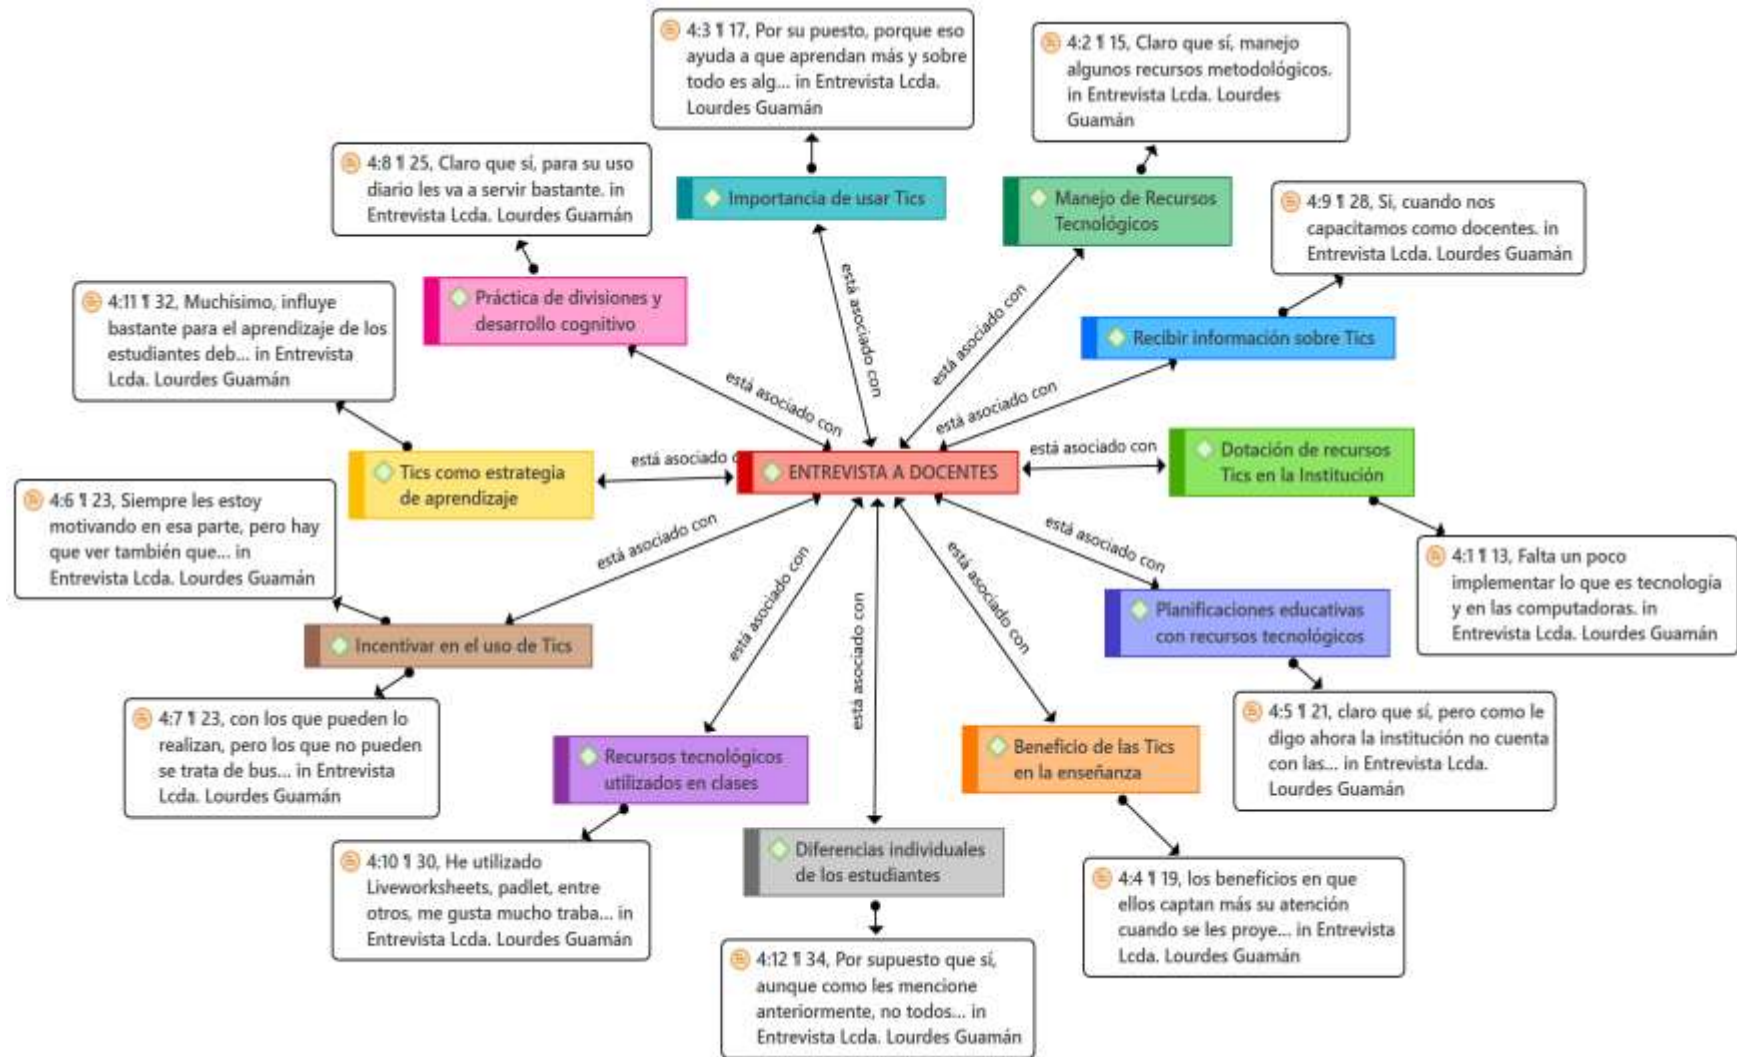 4:3 ¶ 17, Por su puesto, porque eso
ayuda a que aprendan más y sobre
todo es alg... in Entrevista Lcda.
Lourdes Guamán
4:2 ¶ 15, Claro que sí, manejo
algunos recursos metodológicos.
in Entrevista Lcda. Lourdes
Guamán
4:8 ¶ 25, Claro que sí, para su uso
diario les va a servir bastante. in
Entrevista Lcda. Lourdes Guamán
Importancia de usar Tics
Manejo de Recursos
Tecnológicos
4:9 ¶ 28, Si, cuando nos
capacitamos como docentes. in
Entrevista Lcda. Lourdes Guamán
4:11 ¶ 32, Muchísimo, influye
bastante para el aprendizaje de los
estudiantes deb... in Entrevista
Lcda. Lourdes Guamán
Práctica de divisiones y
desarrollo cognitivo
Recibir información sobre Tics
está asociado con
está asociado con
está asociado con
está asociado con
Tics como estrategia
de aprendizaje
está asociado
ENTREVISTA A DOCENTES
está asociado con
Dotación de recursos
Tics en la Institución
4:6 ¶ 23, Siempre les estoy
motivando en esa parte, pero hay
que ver también que... in
Entrevista Lcda. Lourdes Guamán
está asociado con
está asociado con
está asociado con
está asociado con
está asociado con
4:1 ¶ 13, Falta un poco
implementar lo que es tecnología
y en las computadoras. in
Entrevista Lcda. Lourdes Guamán
Incentivar en el uso de Tics
Planificaciones educativas
con recursos tecnológicos
4:7 ¶ 23, con los que pueden lo
realizan, pero los que no pueden
se trata de bus... in Entrevista
Lcda. Lourdes Guamán
Recursos tecnológicos
utilizados en clases
Beneficio de las Tics
en la enseñanza
4:5 ¶ 21, claro que sí, pero como le
digo ahora la institución no cuenta
con las... in Entrevista Lcda.
Lourdes Guamán
4:10 ¶ 30, He utilizado
Liveworksheets, padlet, entre
otros, me gusta mucho traba... in
Entrevista Lcda. Lourdes Guamán
Diferencias individuales
de los estudiantes
4:4 ¶ 19, los beneficios en que
ellos captan más su atención
cuando se les proye... in Entrevista
Lcda. Lourdes Guamán
4:12 ¶ 34, Por supuesto que sí,
aunque como les mencione
anteriormente, no todos... in
Entrevista Lcda. Lourdes Guamán